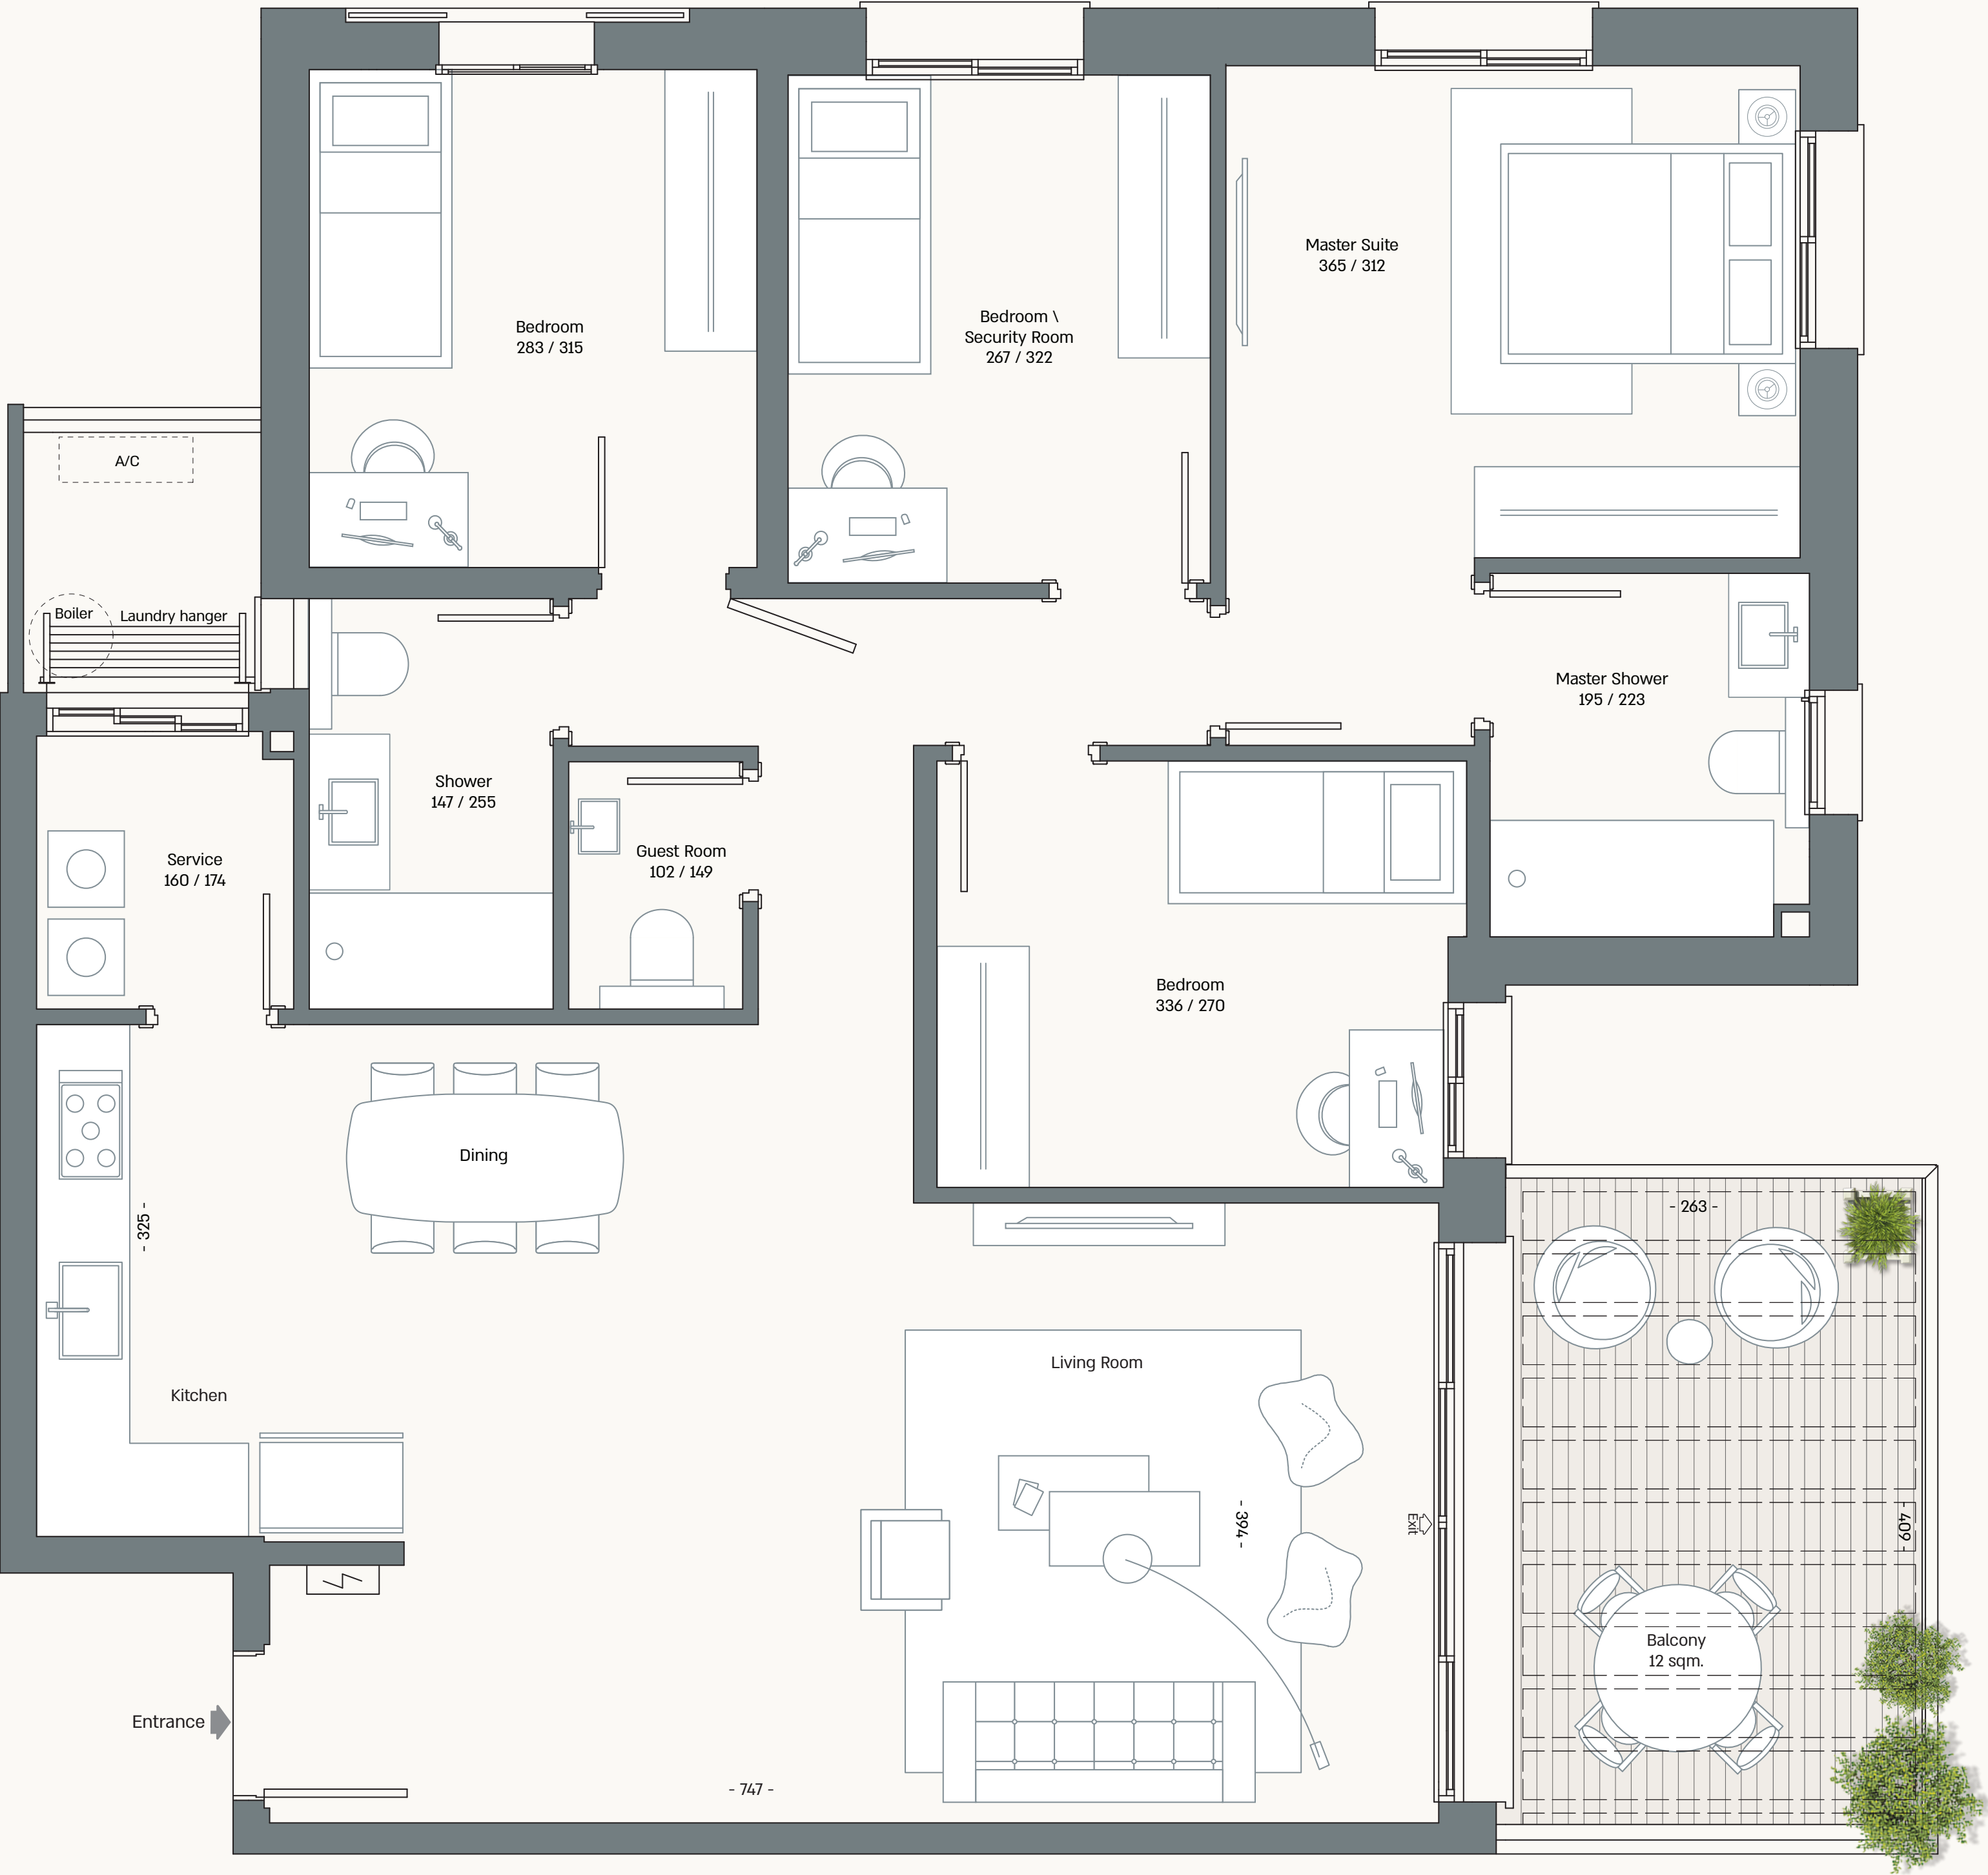 Master Suite
365 / 312
Bedroom
283 / 315
Bedroom \
Security Room
267 / 322
A/C
Boiler
Laundry hanger
Master Shower
195 / 223
Shower
147 / 255
Guest Room
102 / 149
Service
160 / 174
Bedroom
336 / 270
Dining
- 325 -
- 263 -
Living Room
Kitchen
- 394 -
Exit
- 409 -
Balcony
12 sqm.
Entrance
- 747 -